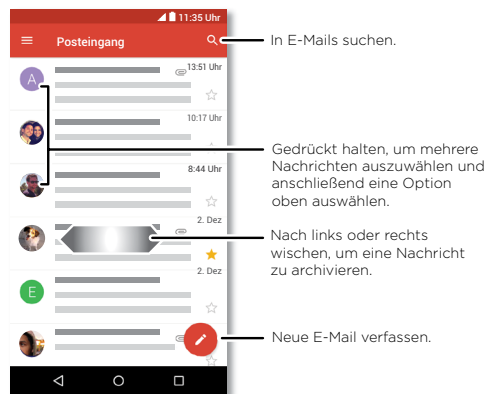 11:35 Uhr
Posteingang
In E-Mails suchen.
A
13:51 Uhr
10:17 Uhr
Gedrückt halten, um mehrere
Nachrichten auszuwählen und
anschließend eine Option
oben auswählen.
8:44 Uhr
2. Dez
Nach links oder rechts
wischen, um eine Nachricht
zu archivieren.
2. Dez
E
Neue E-Mail verfassen.